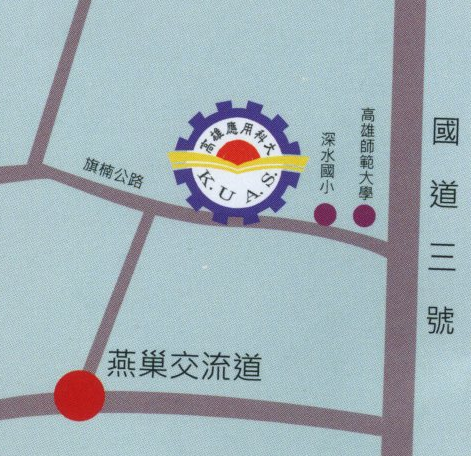 高雄應用科大
K.U.A.S.
旗楠公路
深水國小
高雄師範大學
國道三號
燕巢交流道